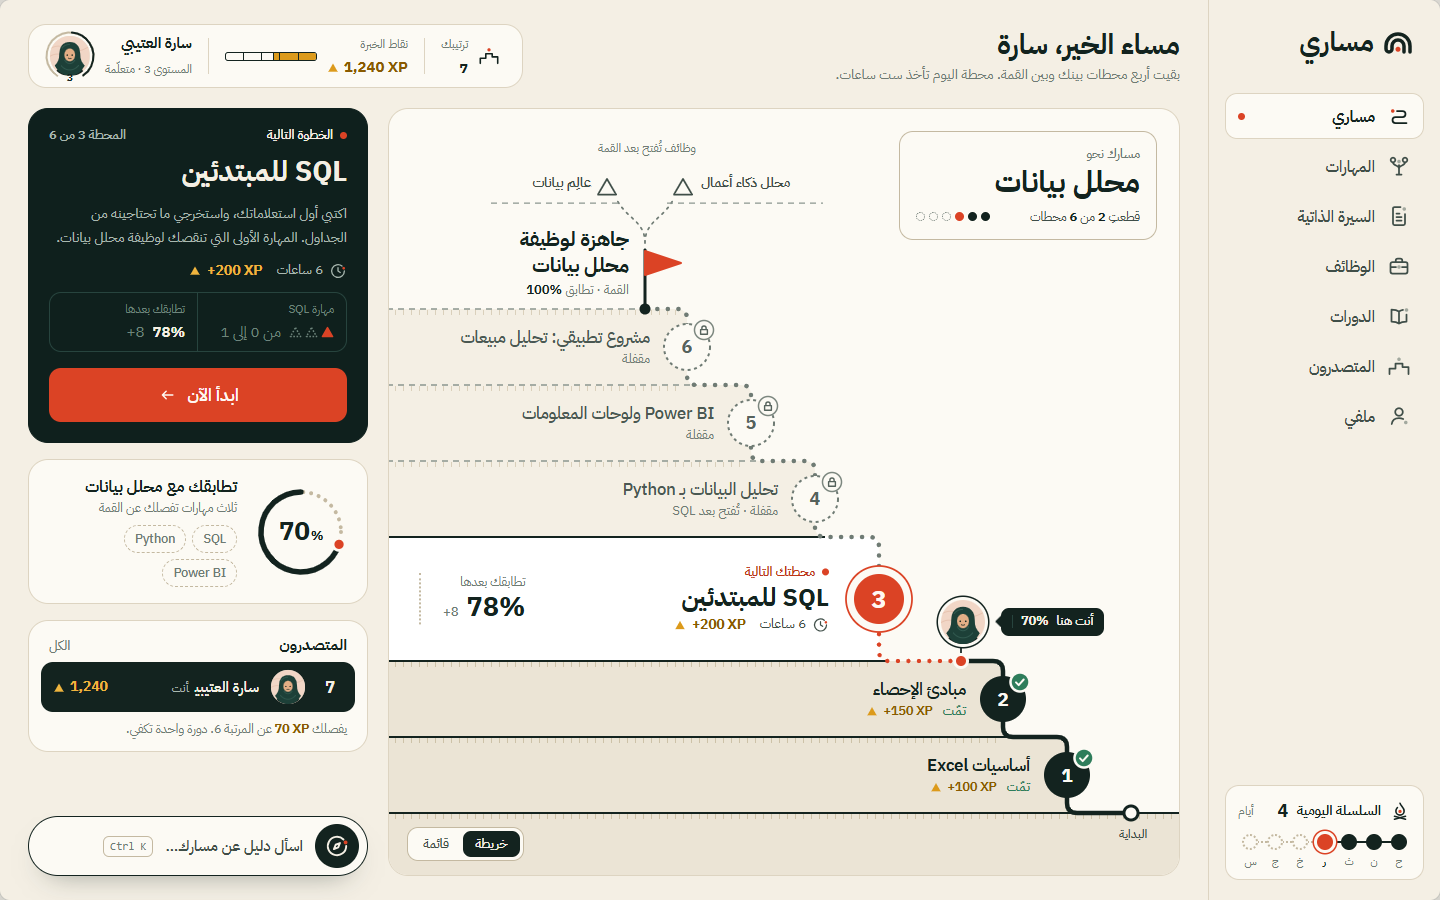 مساري
مساري
المهارات
السيرة الذاتية
الوظائف
الدورات
المتصدرون
ملفي
السلسلة اليومية 4 أيام
ح ن ث ر خ ج س
مساء الخير، سارة
بقيت أربع محطات بينك وبين القمة. محطة اليوم تأخذ ست ساعات.
ترتيبك
7
نقاط الخبرة
1,240 XP
سارة العتيبي
المستوى 3 · متعلّمة
3
مسارك نحو
محلل بيانات
قطعتِ 2 من 6 محطات
وظائف تُفتح بعد القمة
محلل ذكاء أعمال
عالِم بيانات
جاهزة لوظيفة
محلل بيانات
القمة · تطابق 100%
6
مشروع تطبيقي: تحليل مبيعات
مقفلة
5
Power BI ولوحات المعلومات
مقفلة
4
تحليل البيانات بـ Python
مقفلة · تُفتح بعد SQL
3
محطتك التالية
SQL للمبتدئين
6 ساعات +200 XP
تطابقك بعدها
78% +8
أنت هنا 70%
2
مبادئ الإحصاء
تمّت +150 XP
1
أساسيات Excel
تمّت +100 XP
البداية
خريطة
قائمة
الخطوة التالية
المحطة 3 من 6
SQL للمبتدئين
اكتبي أول استعلاماتك، واستخرجي ما تحتاجينه من
الجداول. المهارة الأولى التي تنقصك لوظيفة محلل بيانات.
6 ساعات +200 XP
مهارة SQL
من 0 إلى 1
تطابقك بعدها
78% +8
ابدأ الآن
70%
تطابقك مع محلل بيانات
ثلاث مهارات تفصلك عن القمة
SQL
Python
Power BI
المتصدرون
الكل
7 سارة العتيبي أنت 1,240
يفصلك 70 XP عن المرتبة 6. دورة واحدة تكفي.
اسأل دليل عن مسارك...
Ctrl K